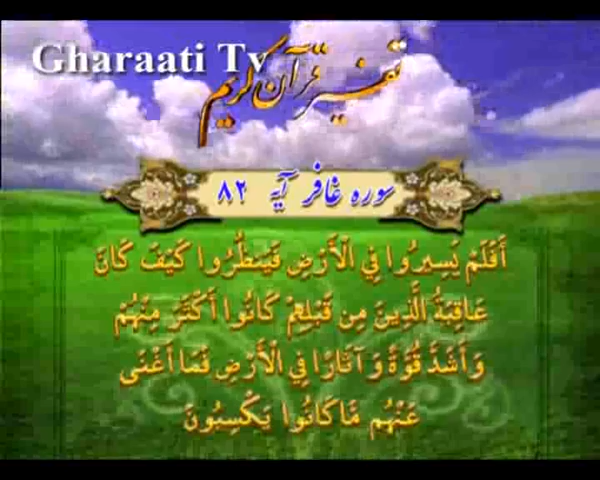 Gharaati Tv
تفسیر قرآن کریم
سوره غافر آیه ۸۲
أَفَلَمْ يَسِيرُوا فِي الْأَرْضِ فَيَنظُرُوا كَيْفَ كَانَ
عَاقِبَةُ الَّذِينَ مِن قَبْلِهِمْ كَانُوا أَكْثَرَ مِنْهُمْ
وَأَشَدَّ قُوَّةً وَآثَارًا فِي الْأَرْضِ فَمَا أَغْنَى
عَنْهُم مَّا كَانُوا يَكْسِبُونَ